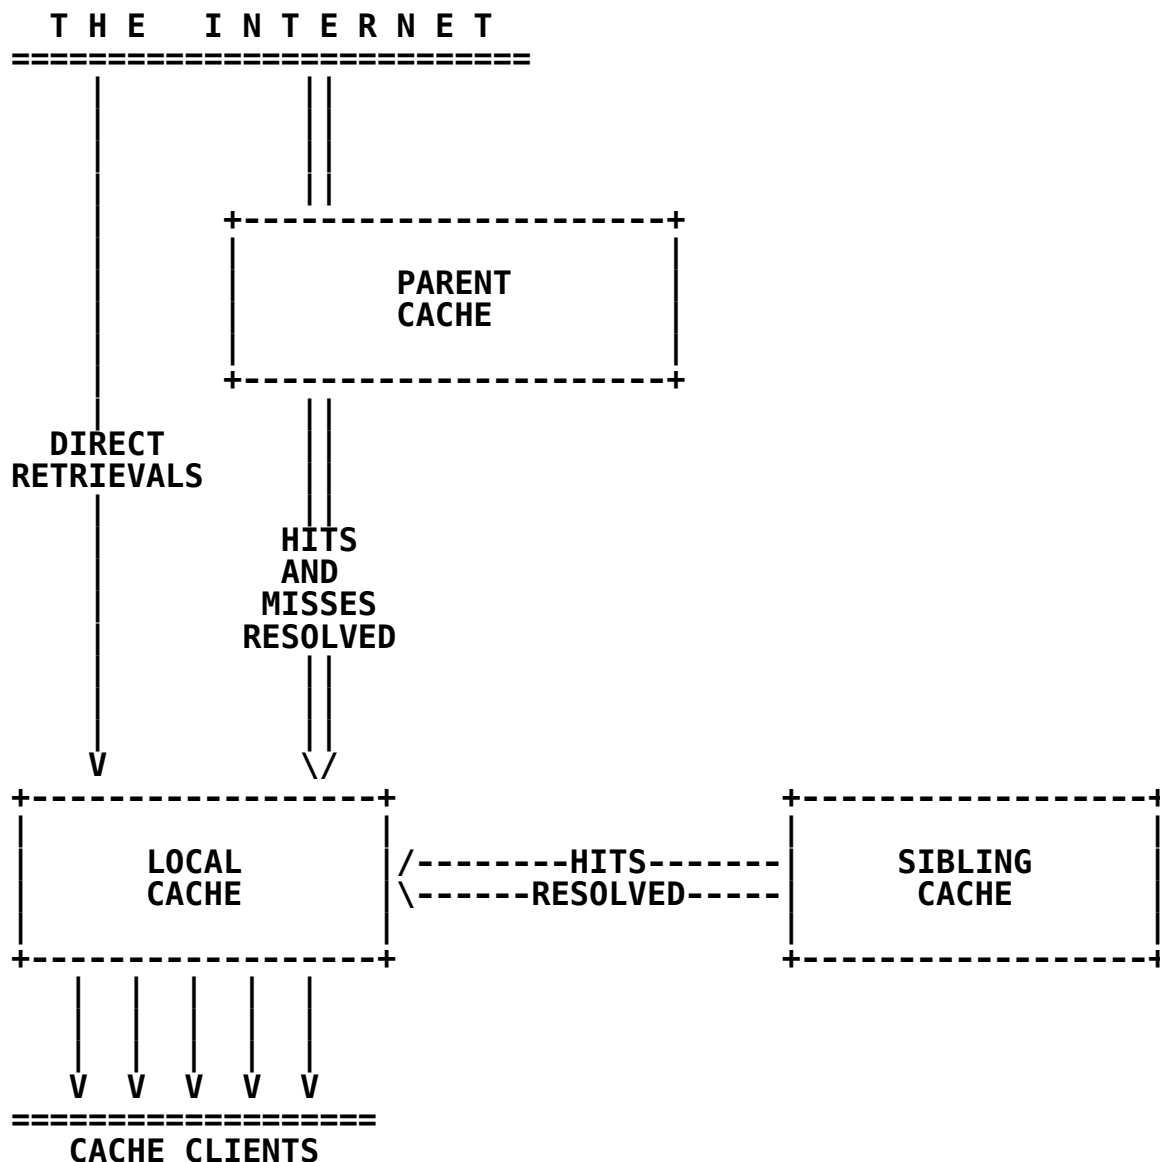 T H E   I N T E R N E T
PARENT
CACHE
DIRECT
RETRIEVALS
HITS
AND
MISSES
RESOLVED
LOCAL
CACHE
HITS
RESOLVED
SIBLING
CACHE
CACHE CLIENTS